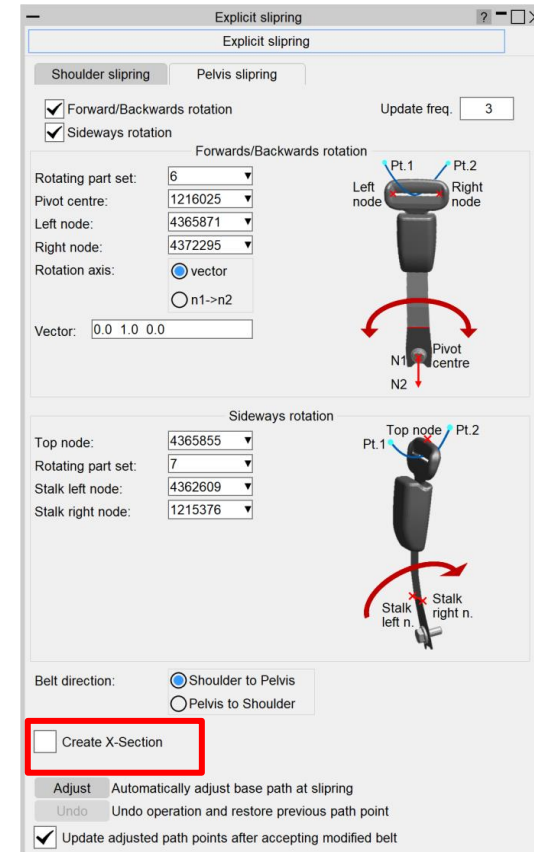 Explicit slipring
?
Explicit slipring
Shoulder slipring Pelvis slipring
Forward/Backwards rotation Update freq. 3
Sideways rotation
Forwards/Backwards rotation
Rotating part set: 6
Pivot centre: 1216025
Left node: 4365871
Right node: 4372295
Rotation axis: vector
n1->n2
Vector: 0.0 1.0 0.0
Pt.1 Pt.2
Left node
Right node
N1 Pivot centre
N2
Sideways rotation
Top node: 4365855
Rotating part set: 7
Stalk left node: 4362609
Stalk right node: 1215376
Top node Pt.2
Pt.1
Stalk left n.
Stalk right n.
Belt direction: Shoulder to Pelvis
Pelvis to Shoulder
Create X-Section
Adjust Automatically adjust base path at slipring
Undo Undo operation and restore previous path point
Update adjusted path points after accepting modified belt